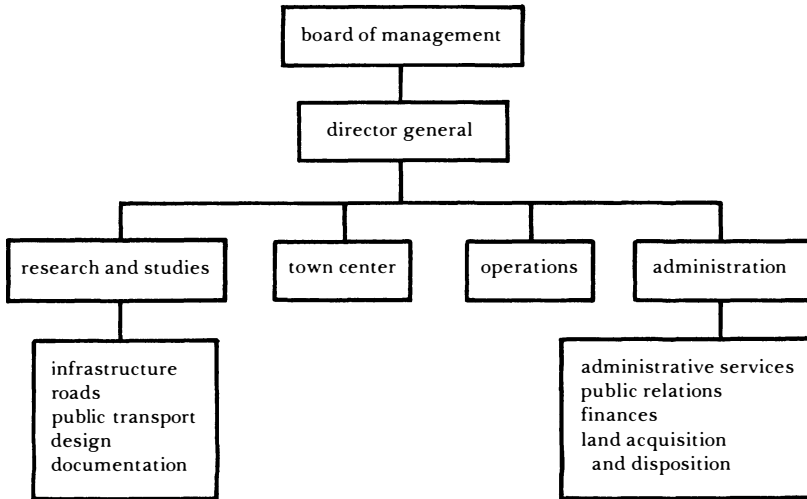 board of management
director general
research and studies
town center
operations
administration
infrastructure
roads
public transport
design
documentation
administrative services
public relations
finances
land acquisition
and disposition